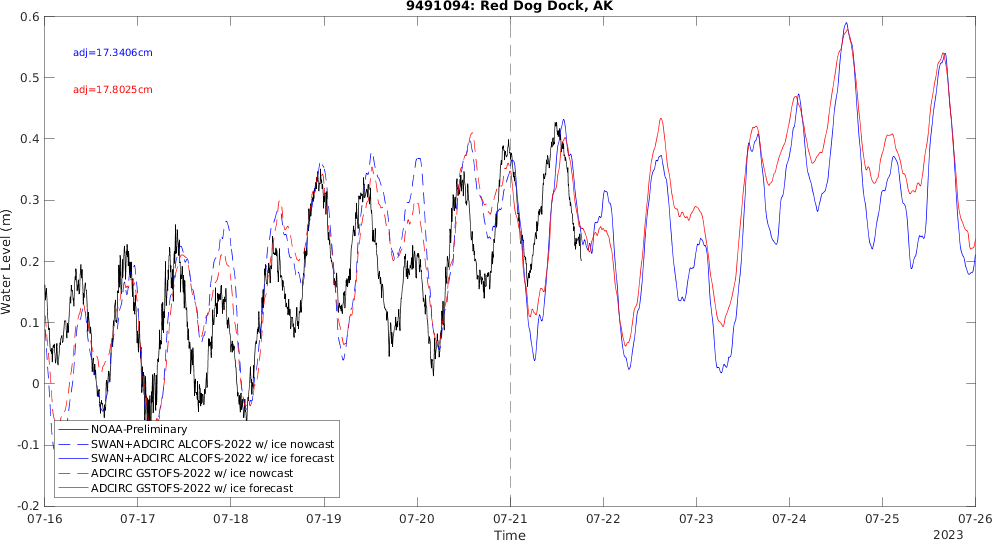 9491094: Red Dog Dock, AK
adj=17.3406cm
adj=17.8025cm
Water Level (m)
0.6
0.5
0.4
0.3
0.2
0.1
0
-0.1
-0.2
NOAA-Preliminary
SWAN+ADCIRC ALCOFS-2022 w/ ice nowcast
SWAN+ADCIRC ALCOFS-2022 w/ ice forecast
ADCIRC GSTOFS-2022 w/ ice nowcast
ADCIRC GSTOFS-2022 w/ ice forecast
07-16 07-17 07-18 07-19 07-20 07-21 07-22 07-23 07-24 07-25 07-26
Time
2023